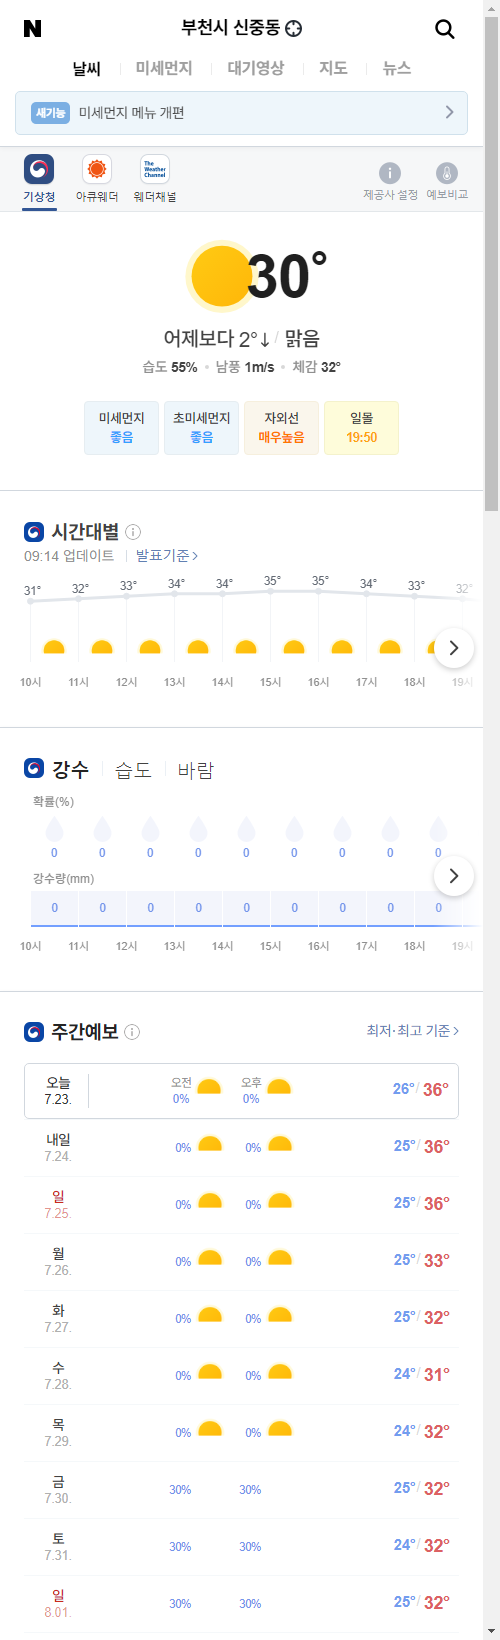 N
부천시 신중동
날씨 미세먼지 대기영상 지도 뉴스
새기능 미세먼지 메뉴 개편
The Weather Channel
기상청 아큐웨더 웨더채널 제공사 설정 예보비교
30°
어제보다 2°↓ / 맑음
습도 55% • 남풍 1m/s • 체감 32°
미세먼지 초미세먼지 자외선 일몰
좋음 좋음 매우높음 19:50
시간대별
09:14 업데이트 발표기준 >
31° 32° 33° 34° 34° 35° 35° 34° 33° 32°
10시 11시 12시 13시 14시 15시 16시 17시 18시 19시
강수 습도 바람
확률(%)
0 0 0 0 0 0 0 0 0
강수량(mm)
0 0 0 0 0 0 0 0 0
10시 11시 12시 13시 14시 15시 16시 17시 18시 19시
주간예보 최저·최고 기준 >
오늘 7.23. 오전 0% 오후 0% 26°/ 36°
내일 7.24. 0% 0% 25°/ 36°
일 7.25. 0% 0% 25°/ 36°
월 7.26. 0% 0% 25°/ 33°
화 7.27. 0% 0% 25°/ 32°
수 7.28. 0% 0% 24°/ 31°
목 7.29. 0% 0% 24°/ 32°
금 7.30. 30% 30% 25°/ 32°
토 7.31. 30% 30% 24°/ 32°
일 8.01. 30% 30% 25°/ 32°